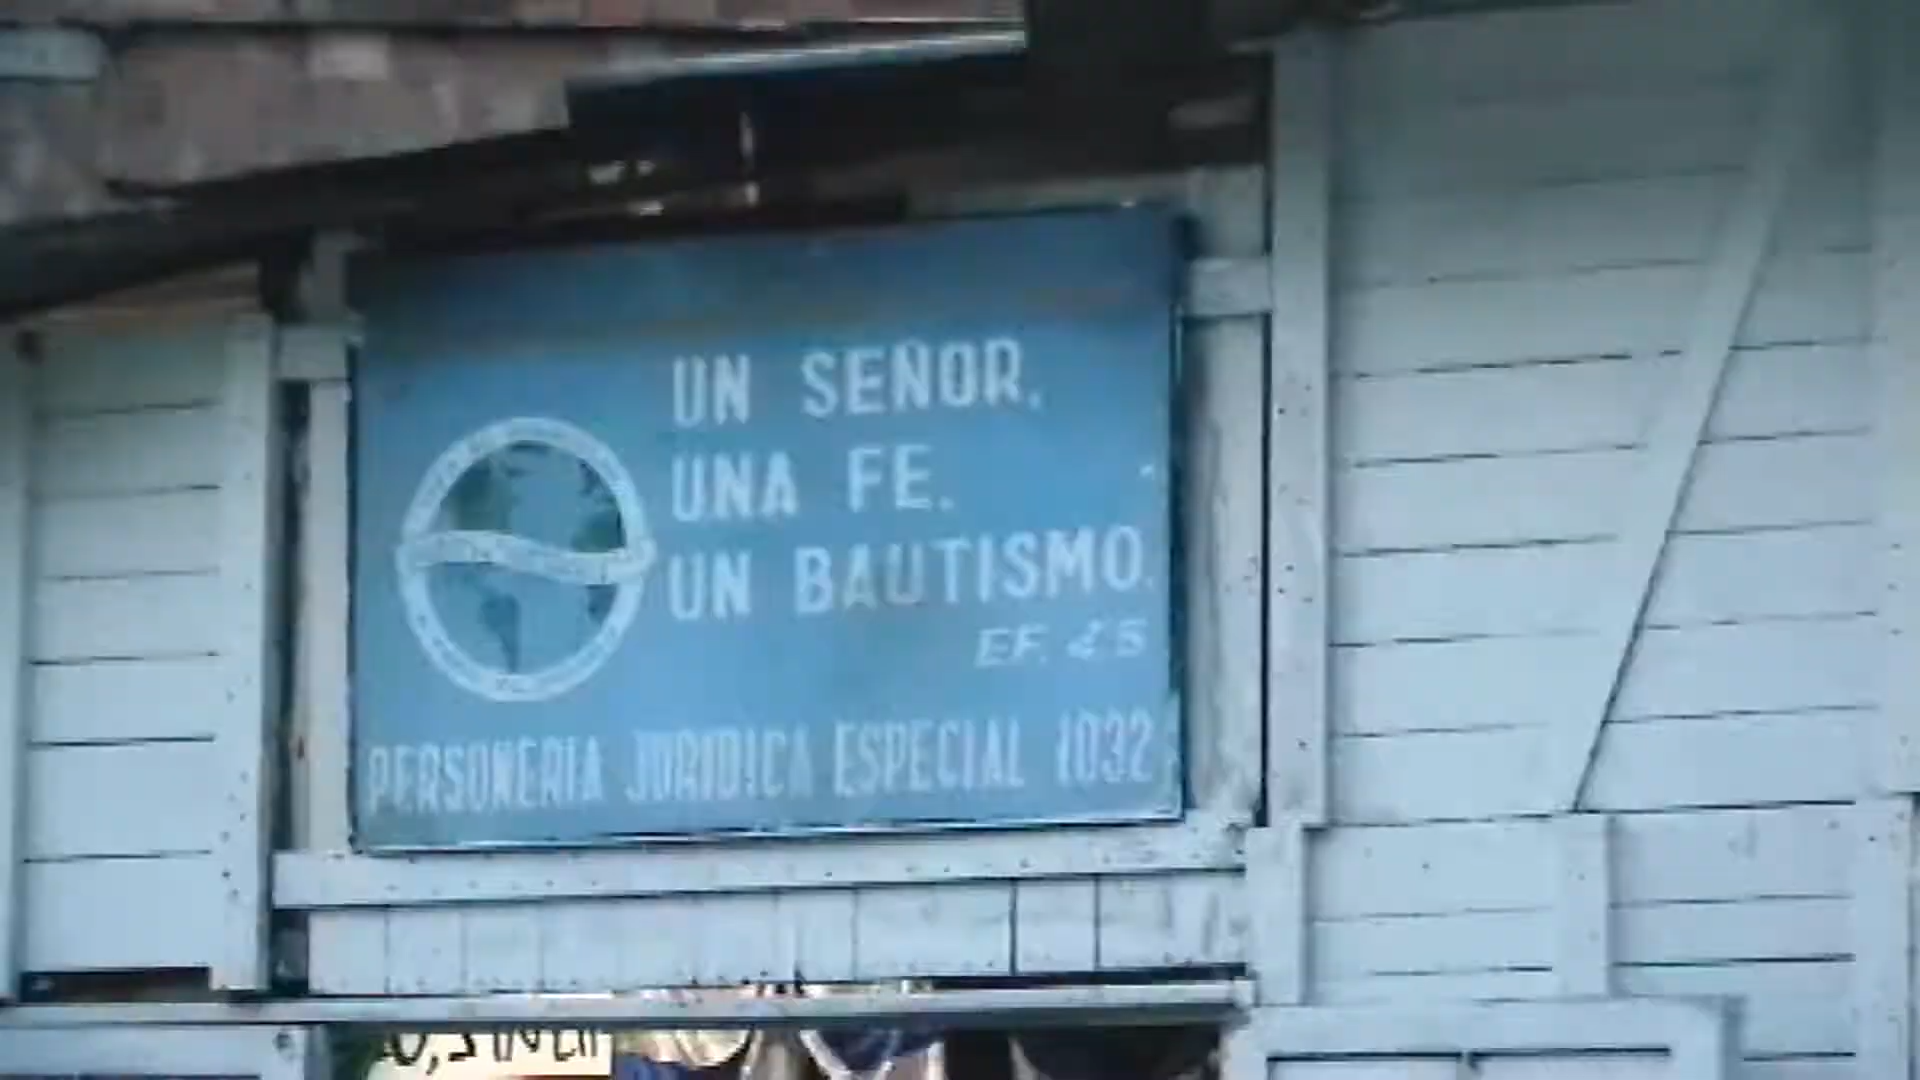 UN SEÑOR.
UNA FE.
UN BAUTISMO.
EF. 4:5
PERSONERIA JURIDICA ESPECIAL 1032